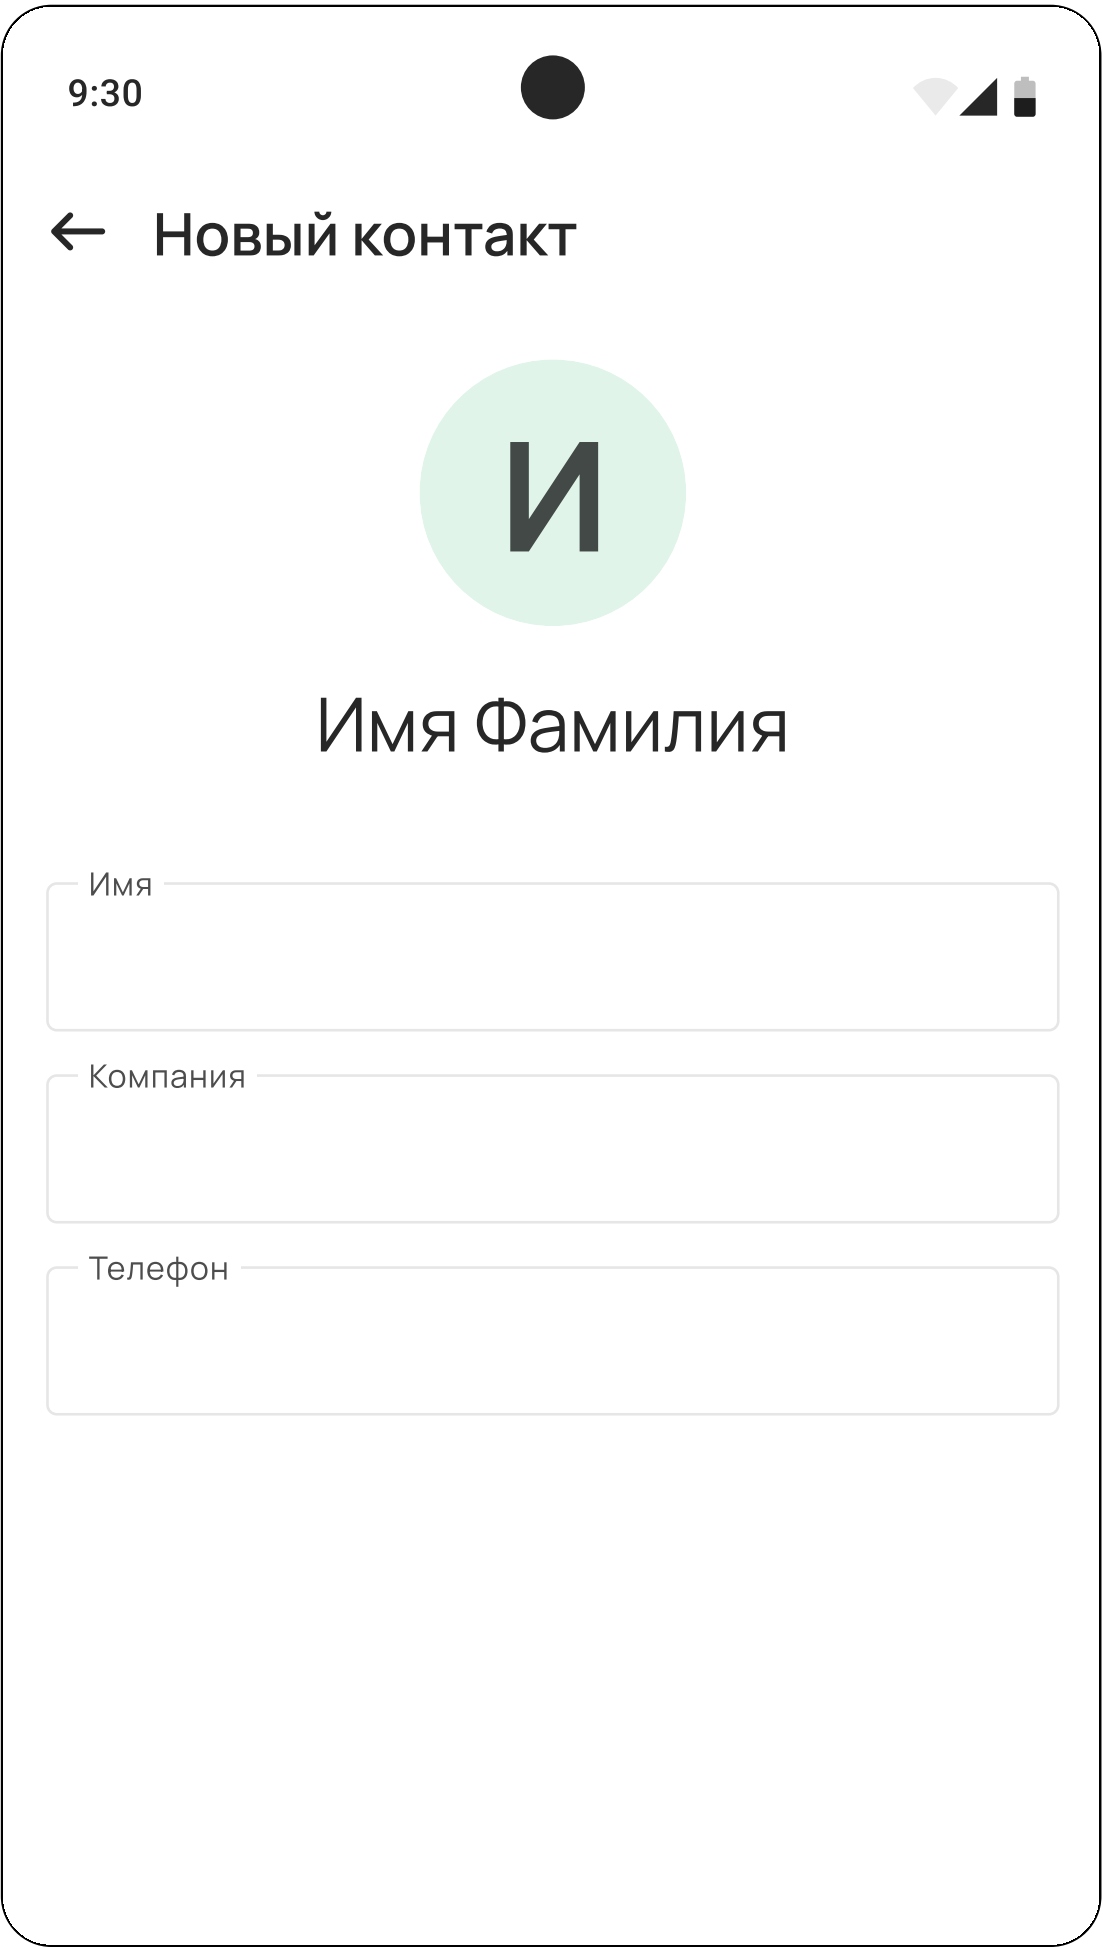 9:30
Новый контакт
И
Имя Фамилия
Имя
Компания
Телефон